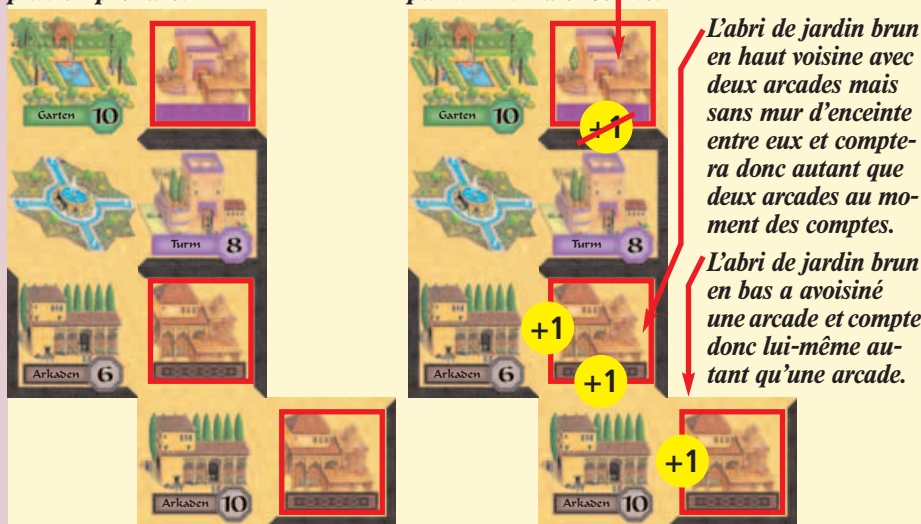 Garten 10
Turm 8
Arkaden 6
Arkaden 10
Garten 10
+1
Turm 8
+1
Arkaden 6
+1
Arkaden 10
+1
L'abri de jardin brun
en haut voisine avec
deux arcades mais
sans mur d'enceinte
entre eux et compte-
ra donc autant que
deux arcades au mo-
ment des comptes.
L'abri de jardin brun
en bas a avoisiné
une arcade et compte
donc lui-même au-
tant qu'une arcade.